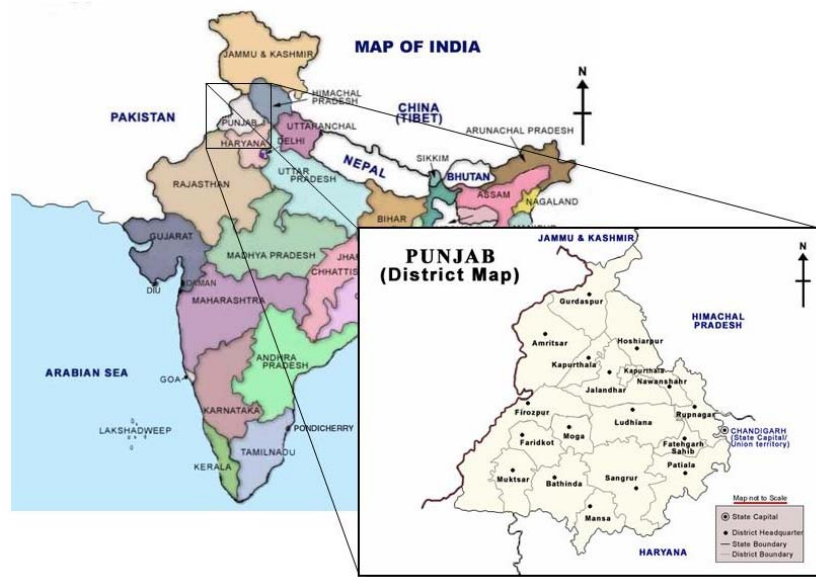 MAP OF INDIA
JAMMU & KASHMIR
N
HIMACHAL
PRADESH
PAKISTAN
PUNJAB
CHINA
(TIBET)
UTTARANCHAL
ARUNACHAL PRADESH
HARYANA
DELHI
NEPAL
SIKKIM
BHUTAN
RAJASTHAN
UTTAR
PRADESH
ASSAM
NAGALAND
BIHAR
GUJARAT
MADHYA PRADESH
CHHATTIS
DIU
DAMAN
MAHARASHTRA
ARABIAN SEA
ANDHRA
PRADESH
GOA
KARNATAKA
LAKSHADWEEP
PONDICHERRY
KERALA
TAMILNADU
JAMMU & KASHMIR
PUNJAB
(District Map)
N
Gurdaspur
HIMACHAL
PRADESH
Amritsar
Hoshiarpur
Kapurthala
Kapurthala
Nawanshahr
Jalandhar
Firozpur
Rupnagar
Ludhiana
CHANDIGARH
(State Capital/
Union territory)
Moga
Faridkot
Fatehgarh
Sahib
Patiala
Muktsar
Bathinda
Sangrur
Mansa
Map not to Scale
State Capital
District Headquarter
State Boundary
District Boundary
HARYANA